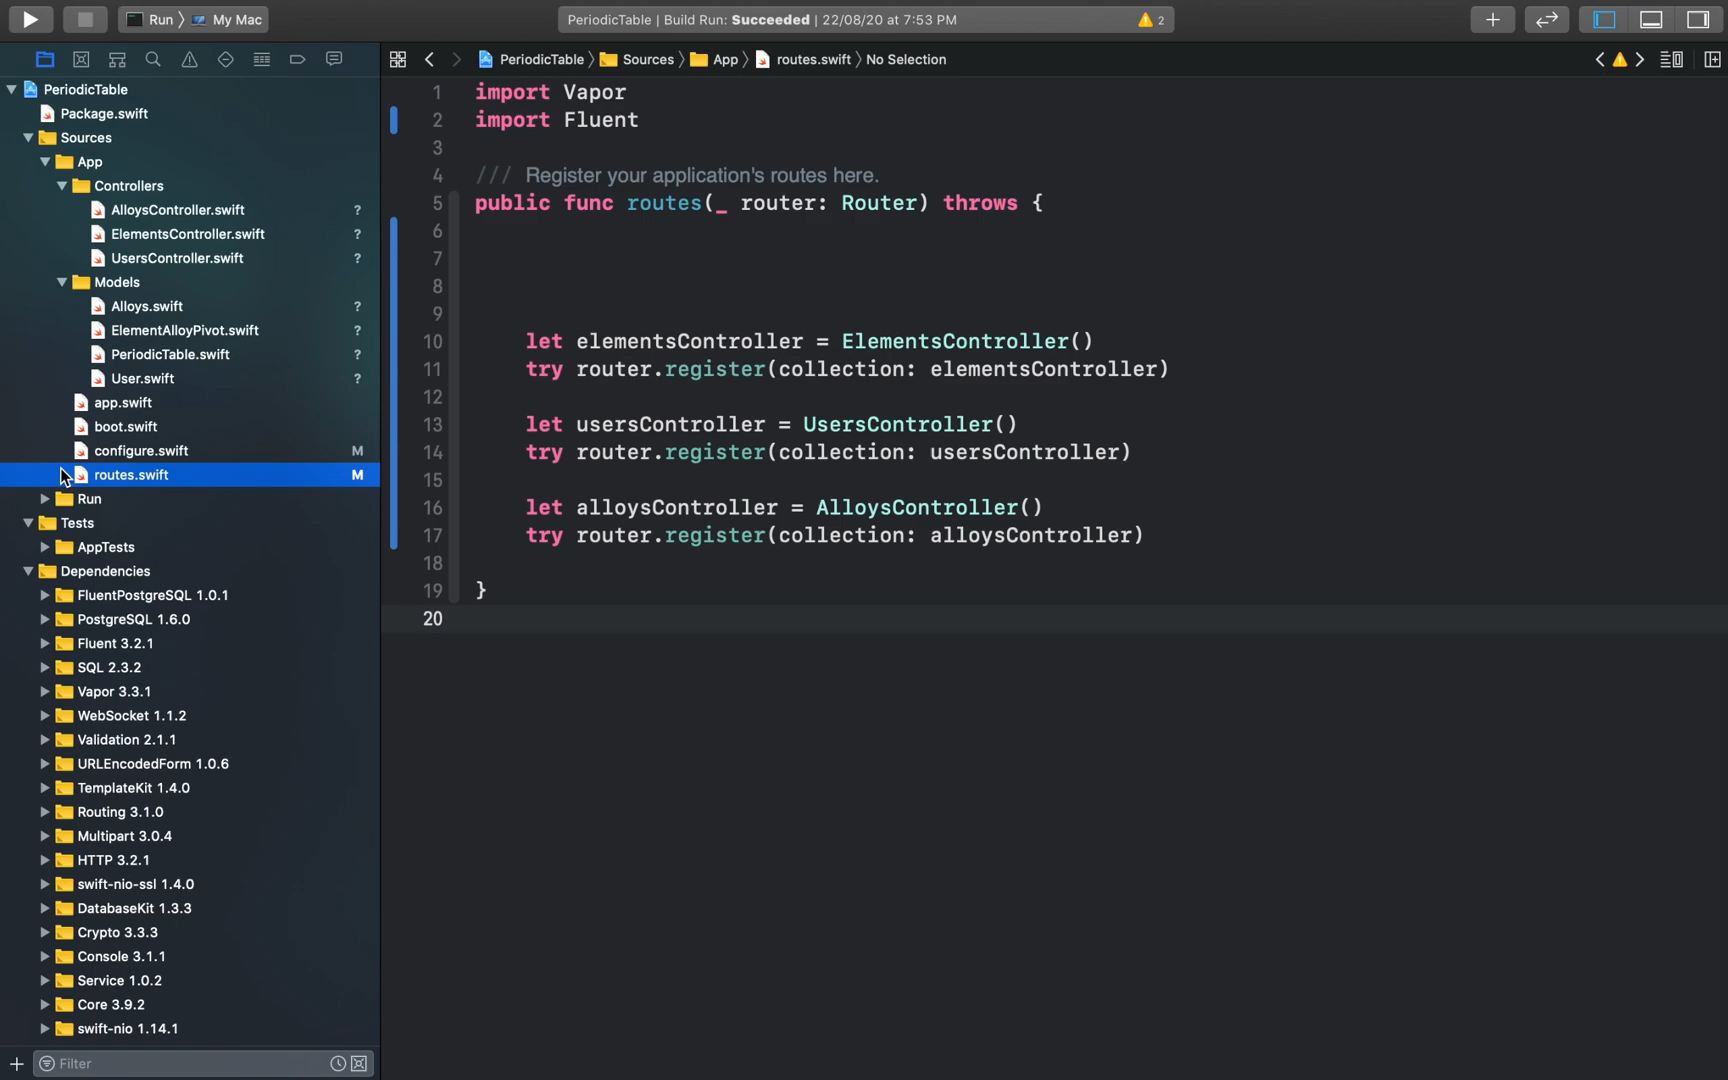 Run 〉 My Mac
PeriodicTable | Build Run: Succeeded | 22/08/20 at 7:53 PM
2
PeriodicTable 〉 Sources 〉 App 〉 routes.swift 〉 No Selection
PeriodicTable
Package.swift
Sources
App
Controllers
AlloysController.swift ?
ElementsController.swift ?
UsersController.swift ?
Models
Alloys.swift ?
ElementAlloyPivot.swift ?
PeriodicTable.swift ?
User.swift ?
app.swift
boot.swift
configure.swift M
routes.swift M
Run
Tests
AppTests
Dependencies
FluentPostgreSQL 1.0.1
PostgreSQL 1.6.0
Fluent 3.2.1
SQL 2.3.2
Vapor 3.3.1
WebSocket 1.1.2
Validation 2.1.1
URLEncodedForm 1.0.6
TemplateKit 1.4.0
Routing 3.1.0
Multipart 3.0.4
HTTP 3.2.1
swift-nio-ssl 1.4.0
DatabaseKit 1.3.3
Crypto 3.3.3
Console 3.1.1
Service 1.0.2
Core 3.9.2
swift-nio 1.14.1
Filter
1 import Vapor
2 import Fluent
3
4 /// Register your application's routes here.
5 public func routes(_ router: Router) throws {
6
7
8
9
10 let elementsController = ElementsController()
11 try router.register(collection: elementsController)
12
13 let usersController = UsersController()
14 try router.register(collection: usersController)
15
16 let alloysController = AlloysController()
17 try router.register(collection: alloysController)
18
19 }
20